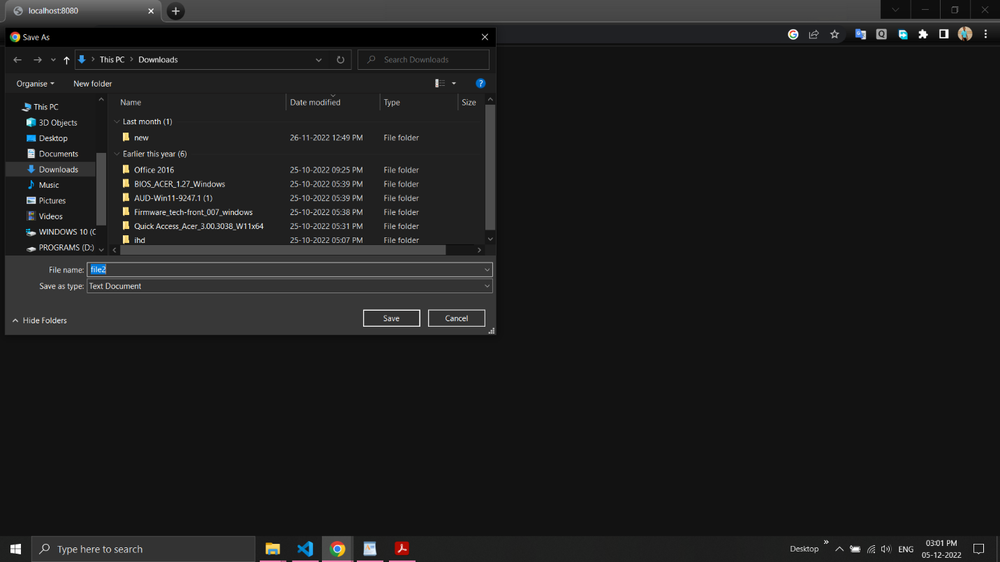 localhost:8080
Save As
This PC > Downloads
Search Downloads
Organise
New folder
?
Name Date modified Type Size
Last month (1)
new 26-11-2022 12:49 PM File folder
Earlier this year (6)
Office 2016 25-10-2022 09:25 PM File folder
BIOS_ACER_1.27_Windows 25-10-2022 05:39 PM File folder
AUD-Win11-9247.1 (1) 25-10-2022 05:39 PM File folder
Firmware_tech-front_007_windows 25-10-2022 05:38 PM File folder
Quick Access_Acer_3.00.3038_W11x64 25-10-2022 05:31 PM File folder
ihd 25-10-2022 05:07 PM File folder
This PC
3D Objects
Desktop
Documents
Downloads
Music
Pictures
Videos
WINDOWS 10 (C
PROGRAMS (D:)
File name: file2
Save as type: Text Document
Hide Folders
Save
Cancel
Type here to search
Desktop
ENG
03:01 PM
05-12-2022